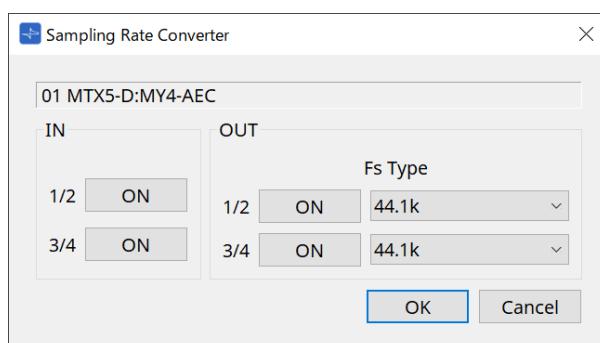 Sampling Rate Converter
01 MTX5-D:MY4-AEC
IN
1/2 ON
3/4 ON
OUT
Fs Type
1/2 ON 44.1k
3/4 ON 44.1k
OK Cancel